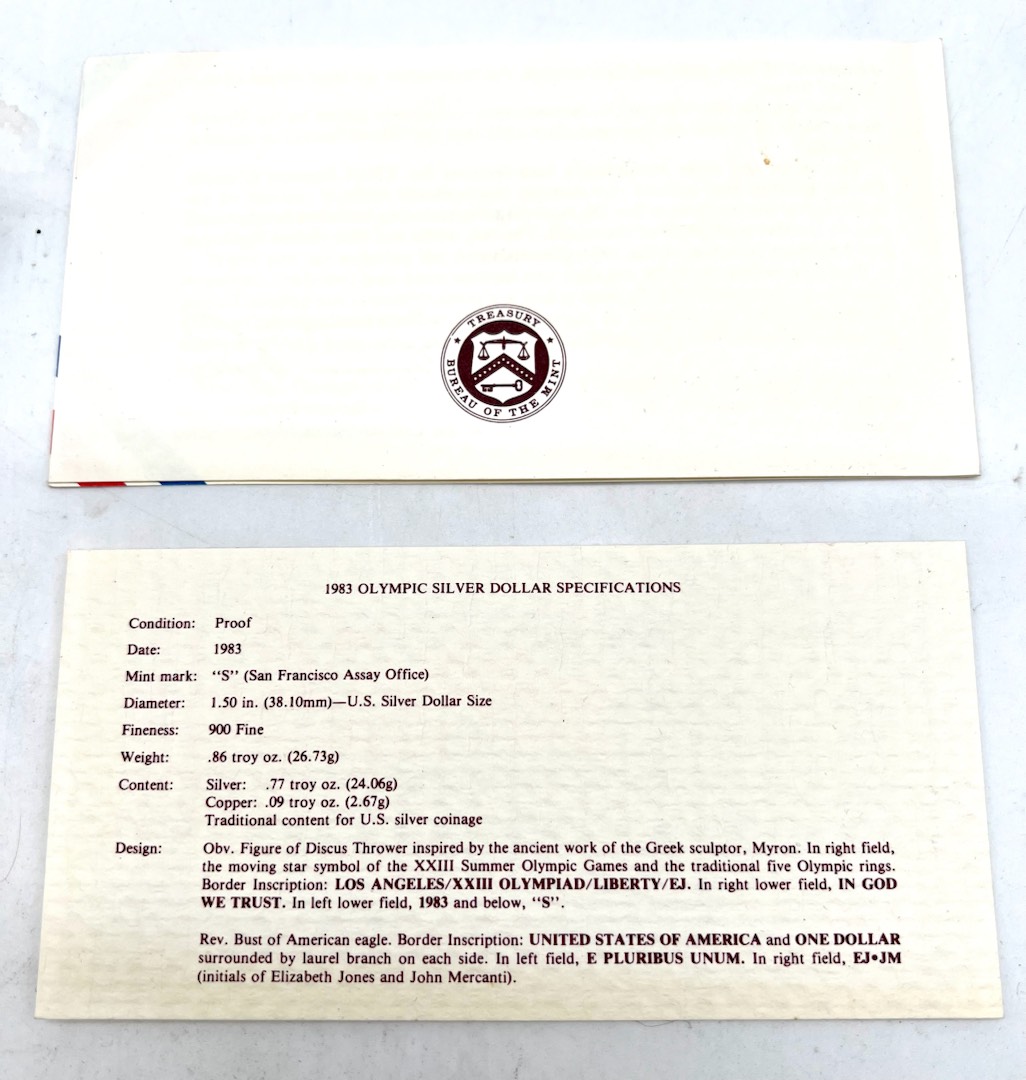 TREASURY
BUREAU OF THE MINT
1983 OLYMPIC SILVER DOLLAR SPECIFICATIONS
Condition: Proof
Date: 1983
Mint mark: “S” (San Francisco Assay Office)
Diameter: 1.50 in. (38.10mm)—U.S. Silver Dollar Size
Fineness: 900 Fine
Weight: .86 troy oz. (26.73g)
Content: Silver: .77 troy oz. (24.06g)
Copper: .09 troy oz. (2.67g)
Traditional content for U.S. silver coinage
Design: Obv. Figure of Discus Thrower inspired by the ancient work of the Greek sculptor, Myron. In right field,
the moving star symbol of the XXIII Summer Olympic Games and the traditional five Olympic rings.
Border Inscription: LOS ANGELES/XXIII OLYMPIAD/LIBERTY/EJ. In right lower field, IN GOD
WE TRUST. In left lower field, 1983 and below, “S”.
Rev. Bust of American eagle. Border Inscription: UNITED STATES OF AMERICA and ONE DOLLAR
surrounded by laurel branch on each side. In left field, E PLURIBUS UNUM. In right field, EJ•JM
(initials of Elizabeth Jones and John Mercanti).